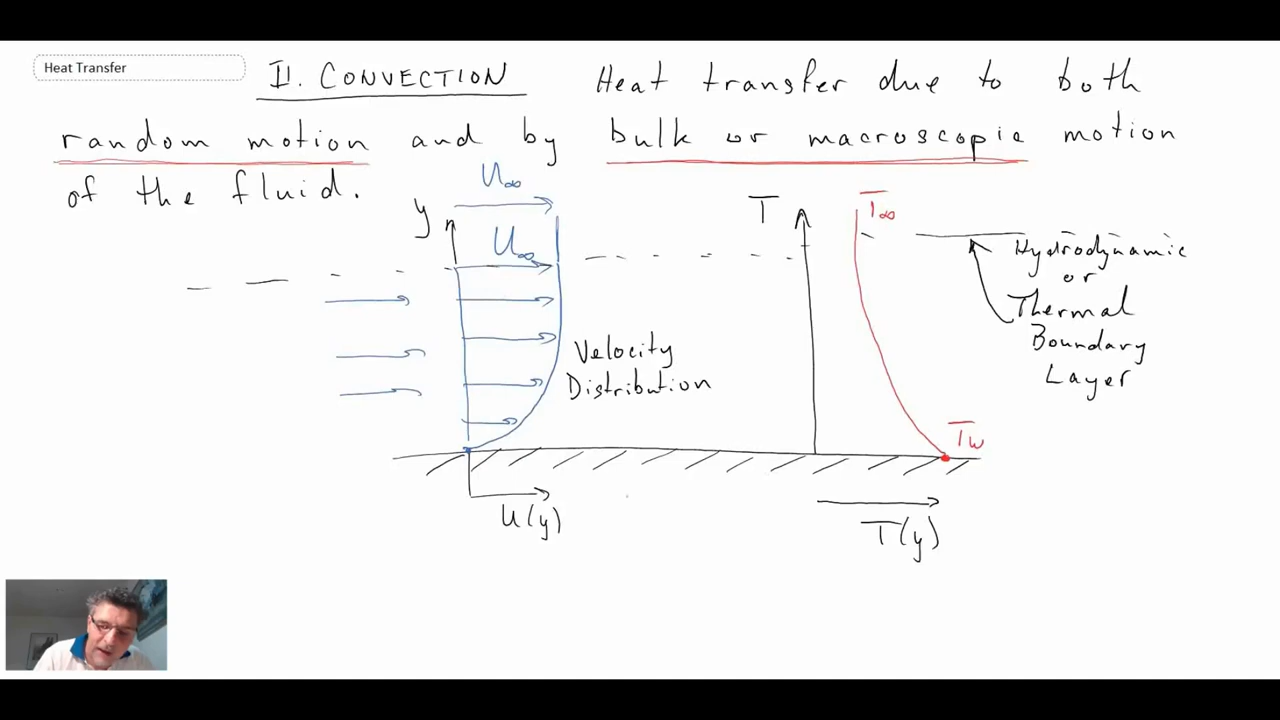 Heat Transfer
II. CONVECTION Heat transfer due to both
random motion and by bulk or macroscopic motion
of the fluid.
U∞
y
U∞
T
T∞
Hydrodynamic
or
Thermal
Boundary
Layer
Velocity
Distribution
Tw
u(y)
T(y)